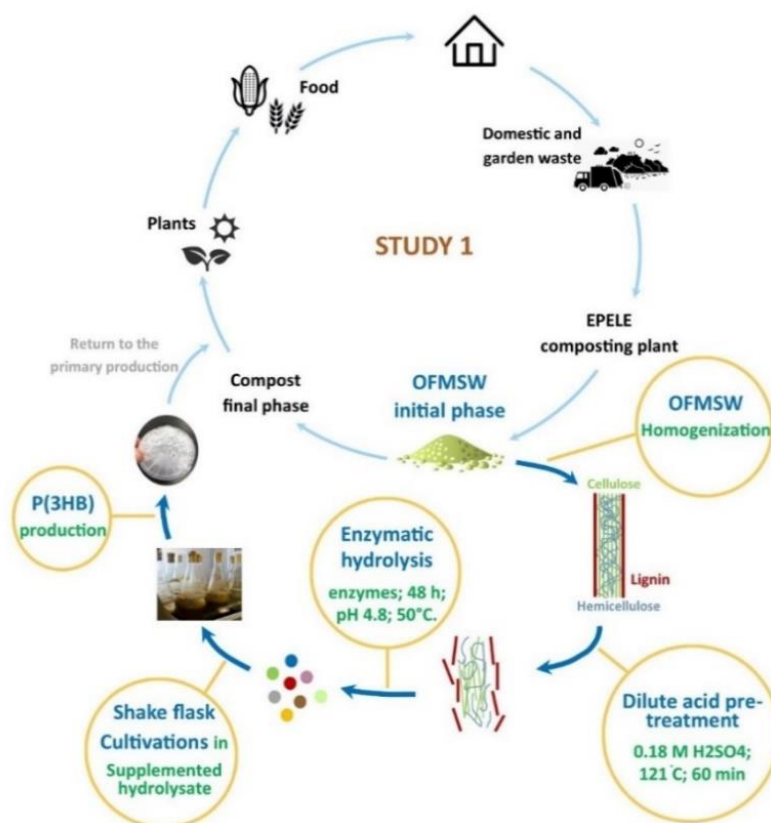 Food
Domestic and
garden waste
Plants
STUDY 1
EPELE
composting plant
Return to the
primary production
Compost
final phase
OFMSW
initial phase
OFMSW
Homogenization
Cellulose
Lignin
Hemicellulose
P(3HB)
production
Enzymatic
hydrolysis
enzymes; 48 h;
pH 4.8; 50°C.
Dilute acid pre-
treatment
0.18 M H2SO4;
121°C; 60 min
Shake flask
Cultivations in
Supplemented
hydrolysate